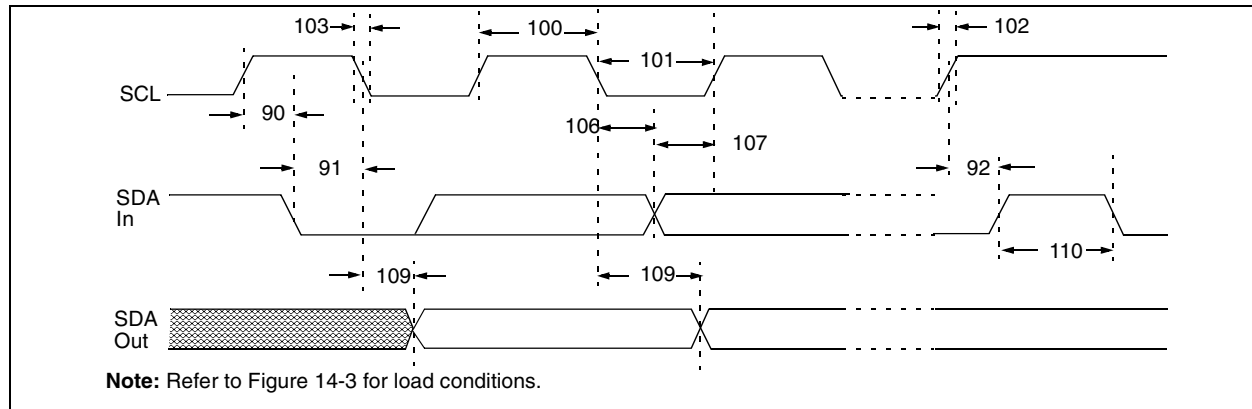 103
100
102
101
SCL
90
106
107
91
92
SDA
In
110
109
109
SDA
Out
Note: Refer to Figure 14-3 for load conditions.